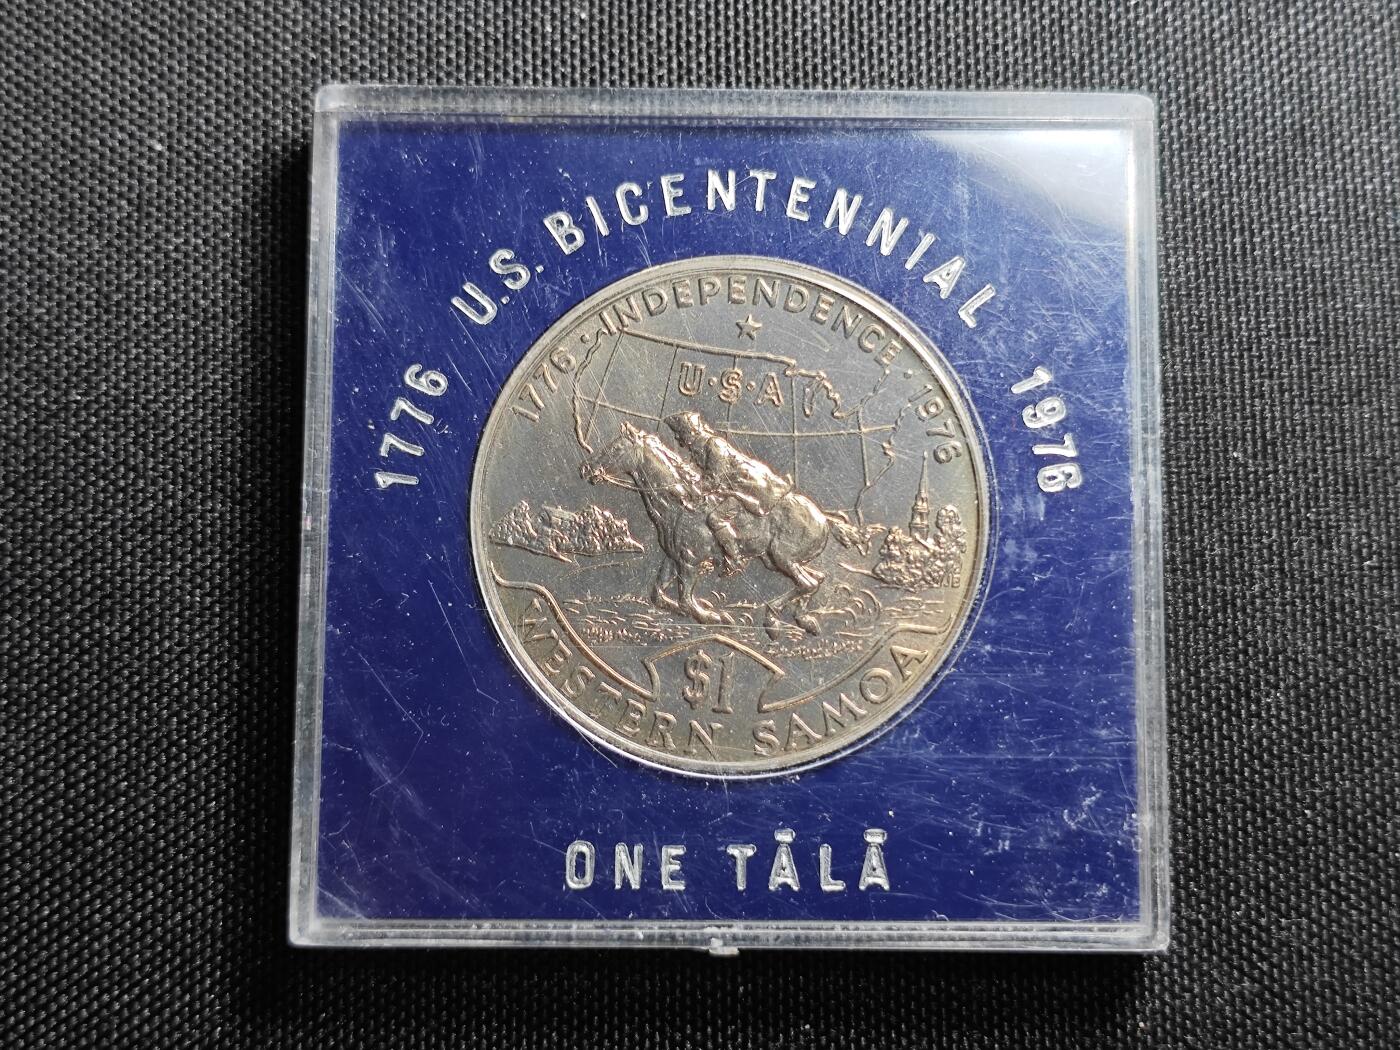 1776 U.S. BICENTENNIAL 1976
1776 · INDEPENDENCE · 1976
U·S·A
$1
WESTERN SAMOA
ONE TĀLĀ